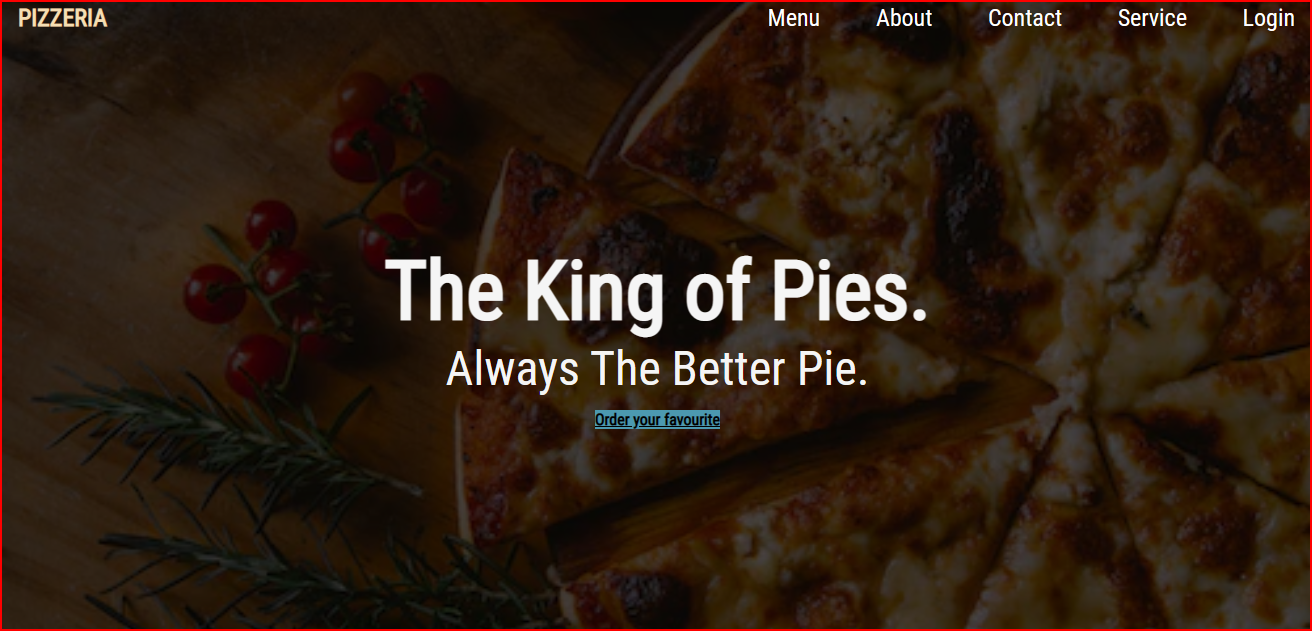 PIZZERIA
Menu About Contact Service Login
The King of Pies.
Always The Better Pie.
Order your favourite